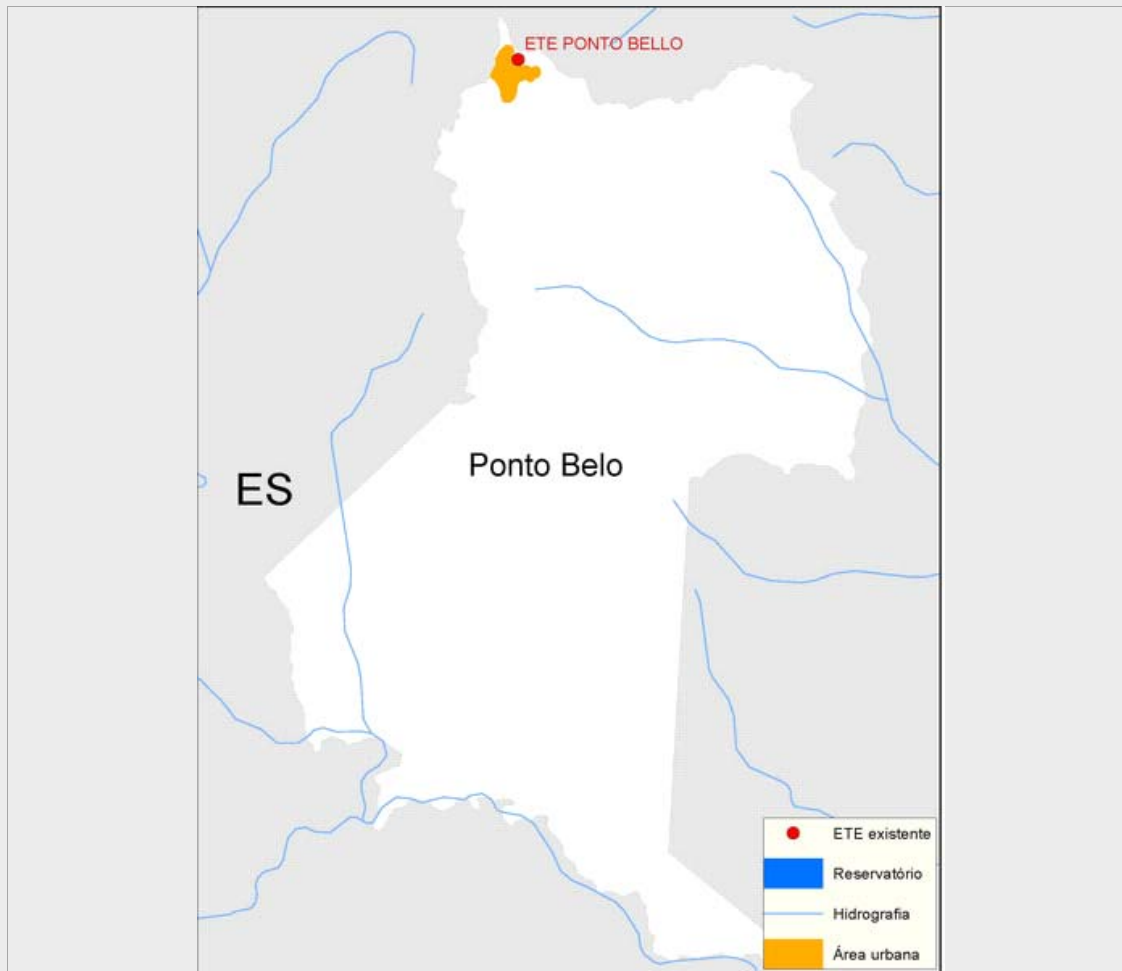 ETE PONTO BELLO
Ponto Belo
ES
ETE existente
Reservatório
Hidrografia
Área urbana